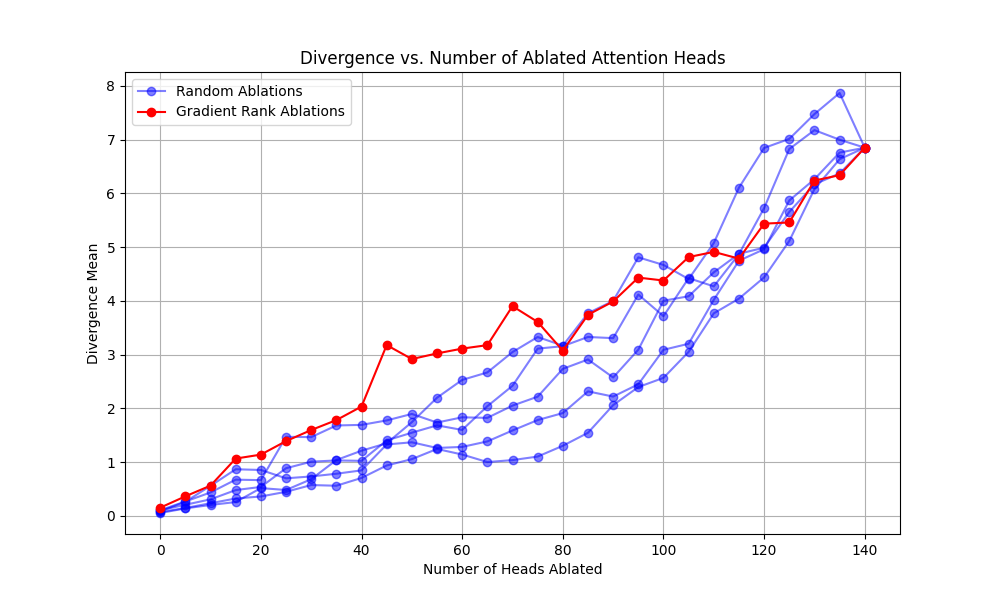 Divergence vs. Number of Ablated Attention Heads
Random Ablations
Gradient Rank Ablations
Divergence Mean
8
7
6
5
4
3
2
1
0
0 20 40 60 80 100 120 140
Number of Heads Ablated